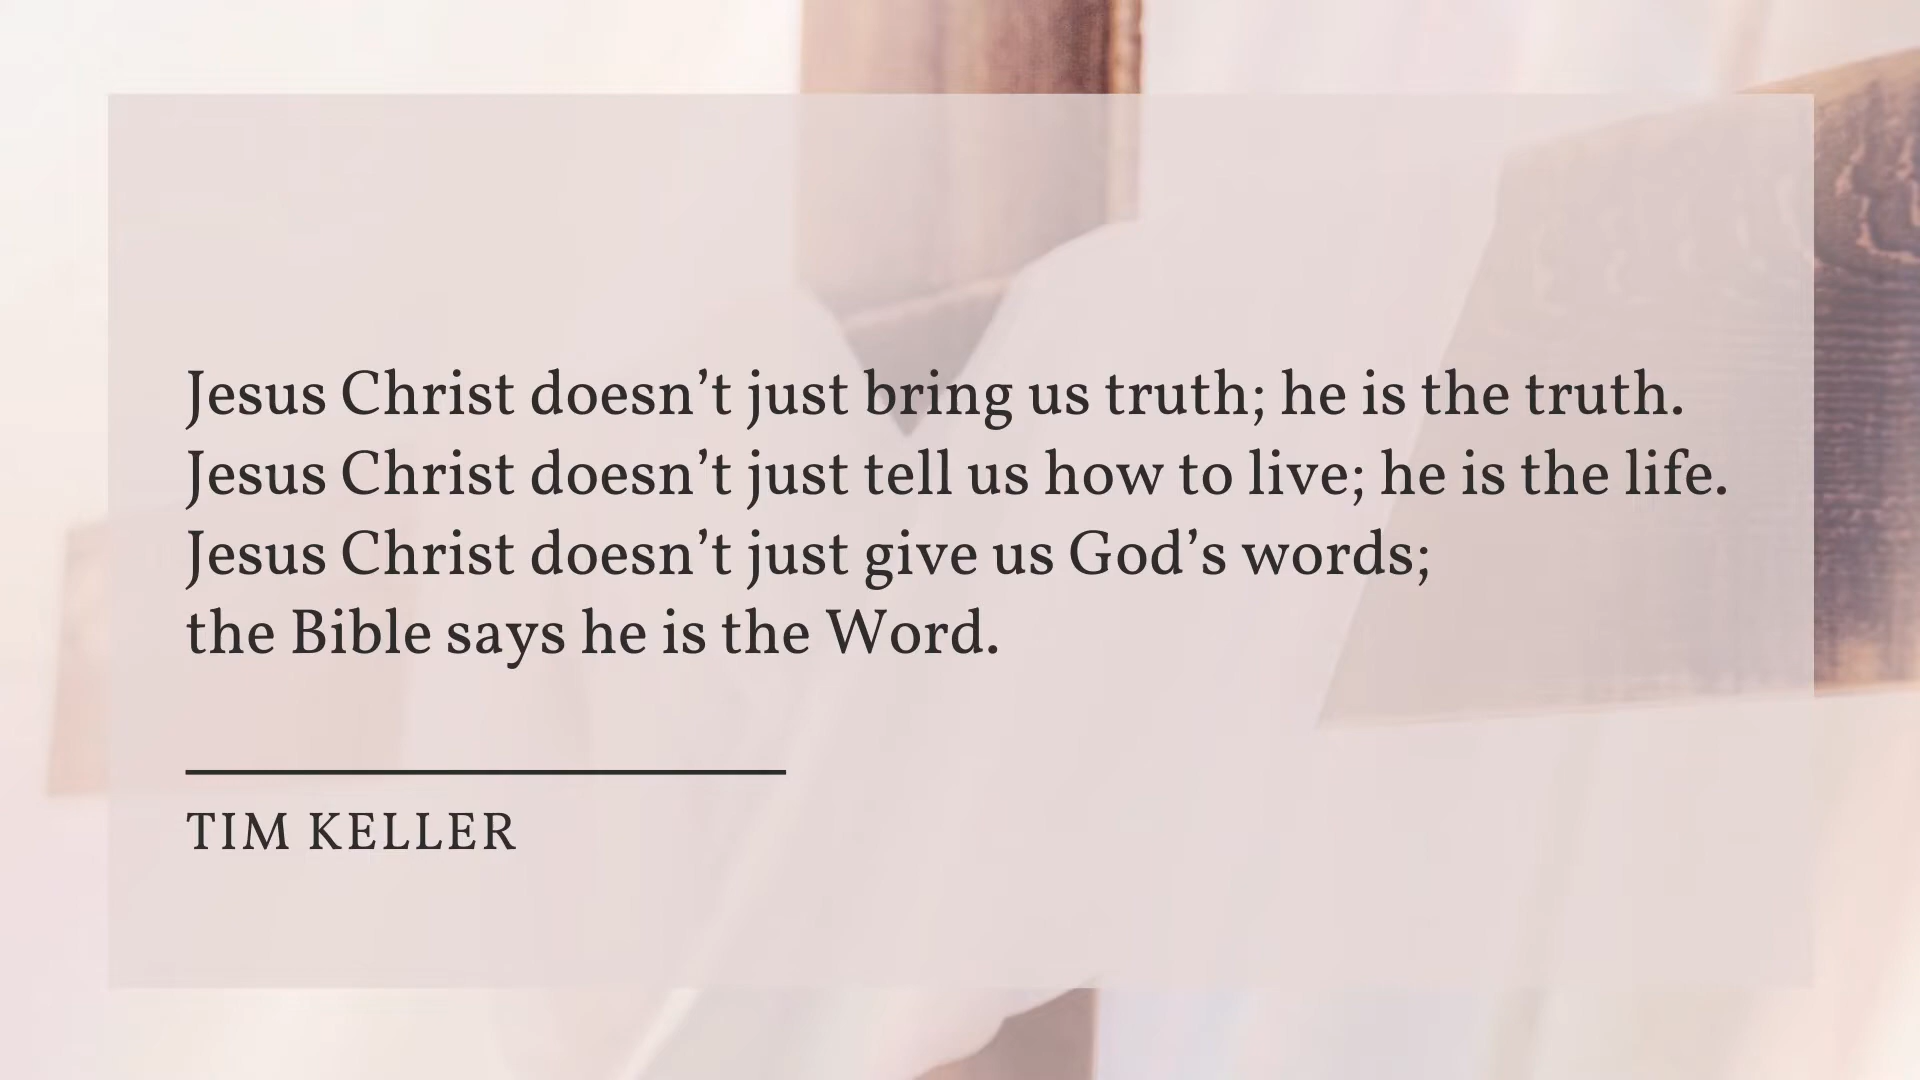 Jesus Christ doesn’t just bring us truth; he is the truth.
Jesus Christ doesn’t just tell us how to live; he is the life.
Jesus Christ doesn’t just give us God’s words;
the Bible says he is the Word.
TIM KELLER